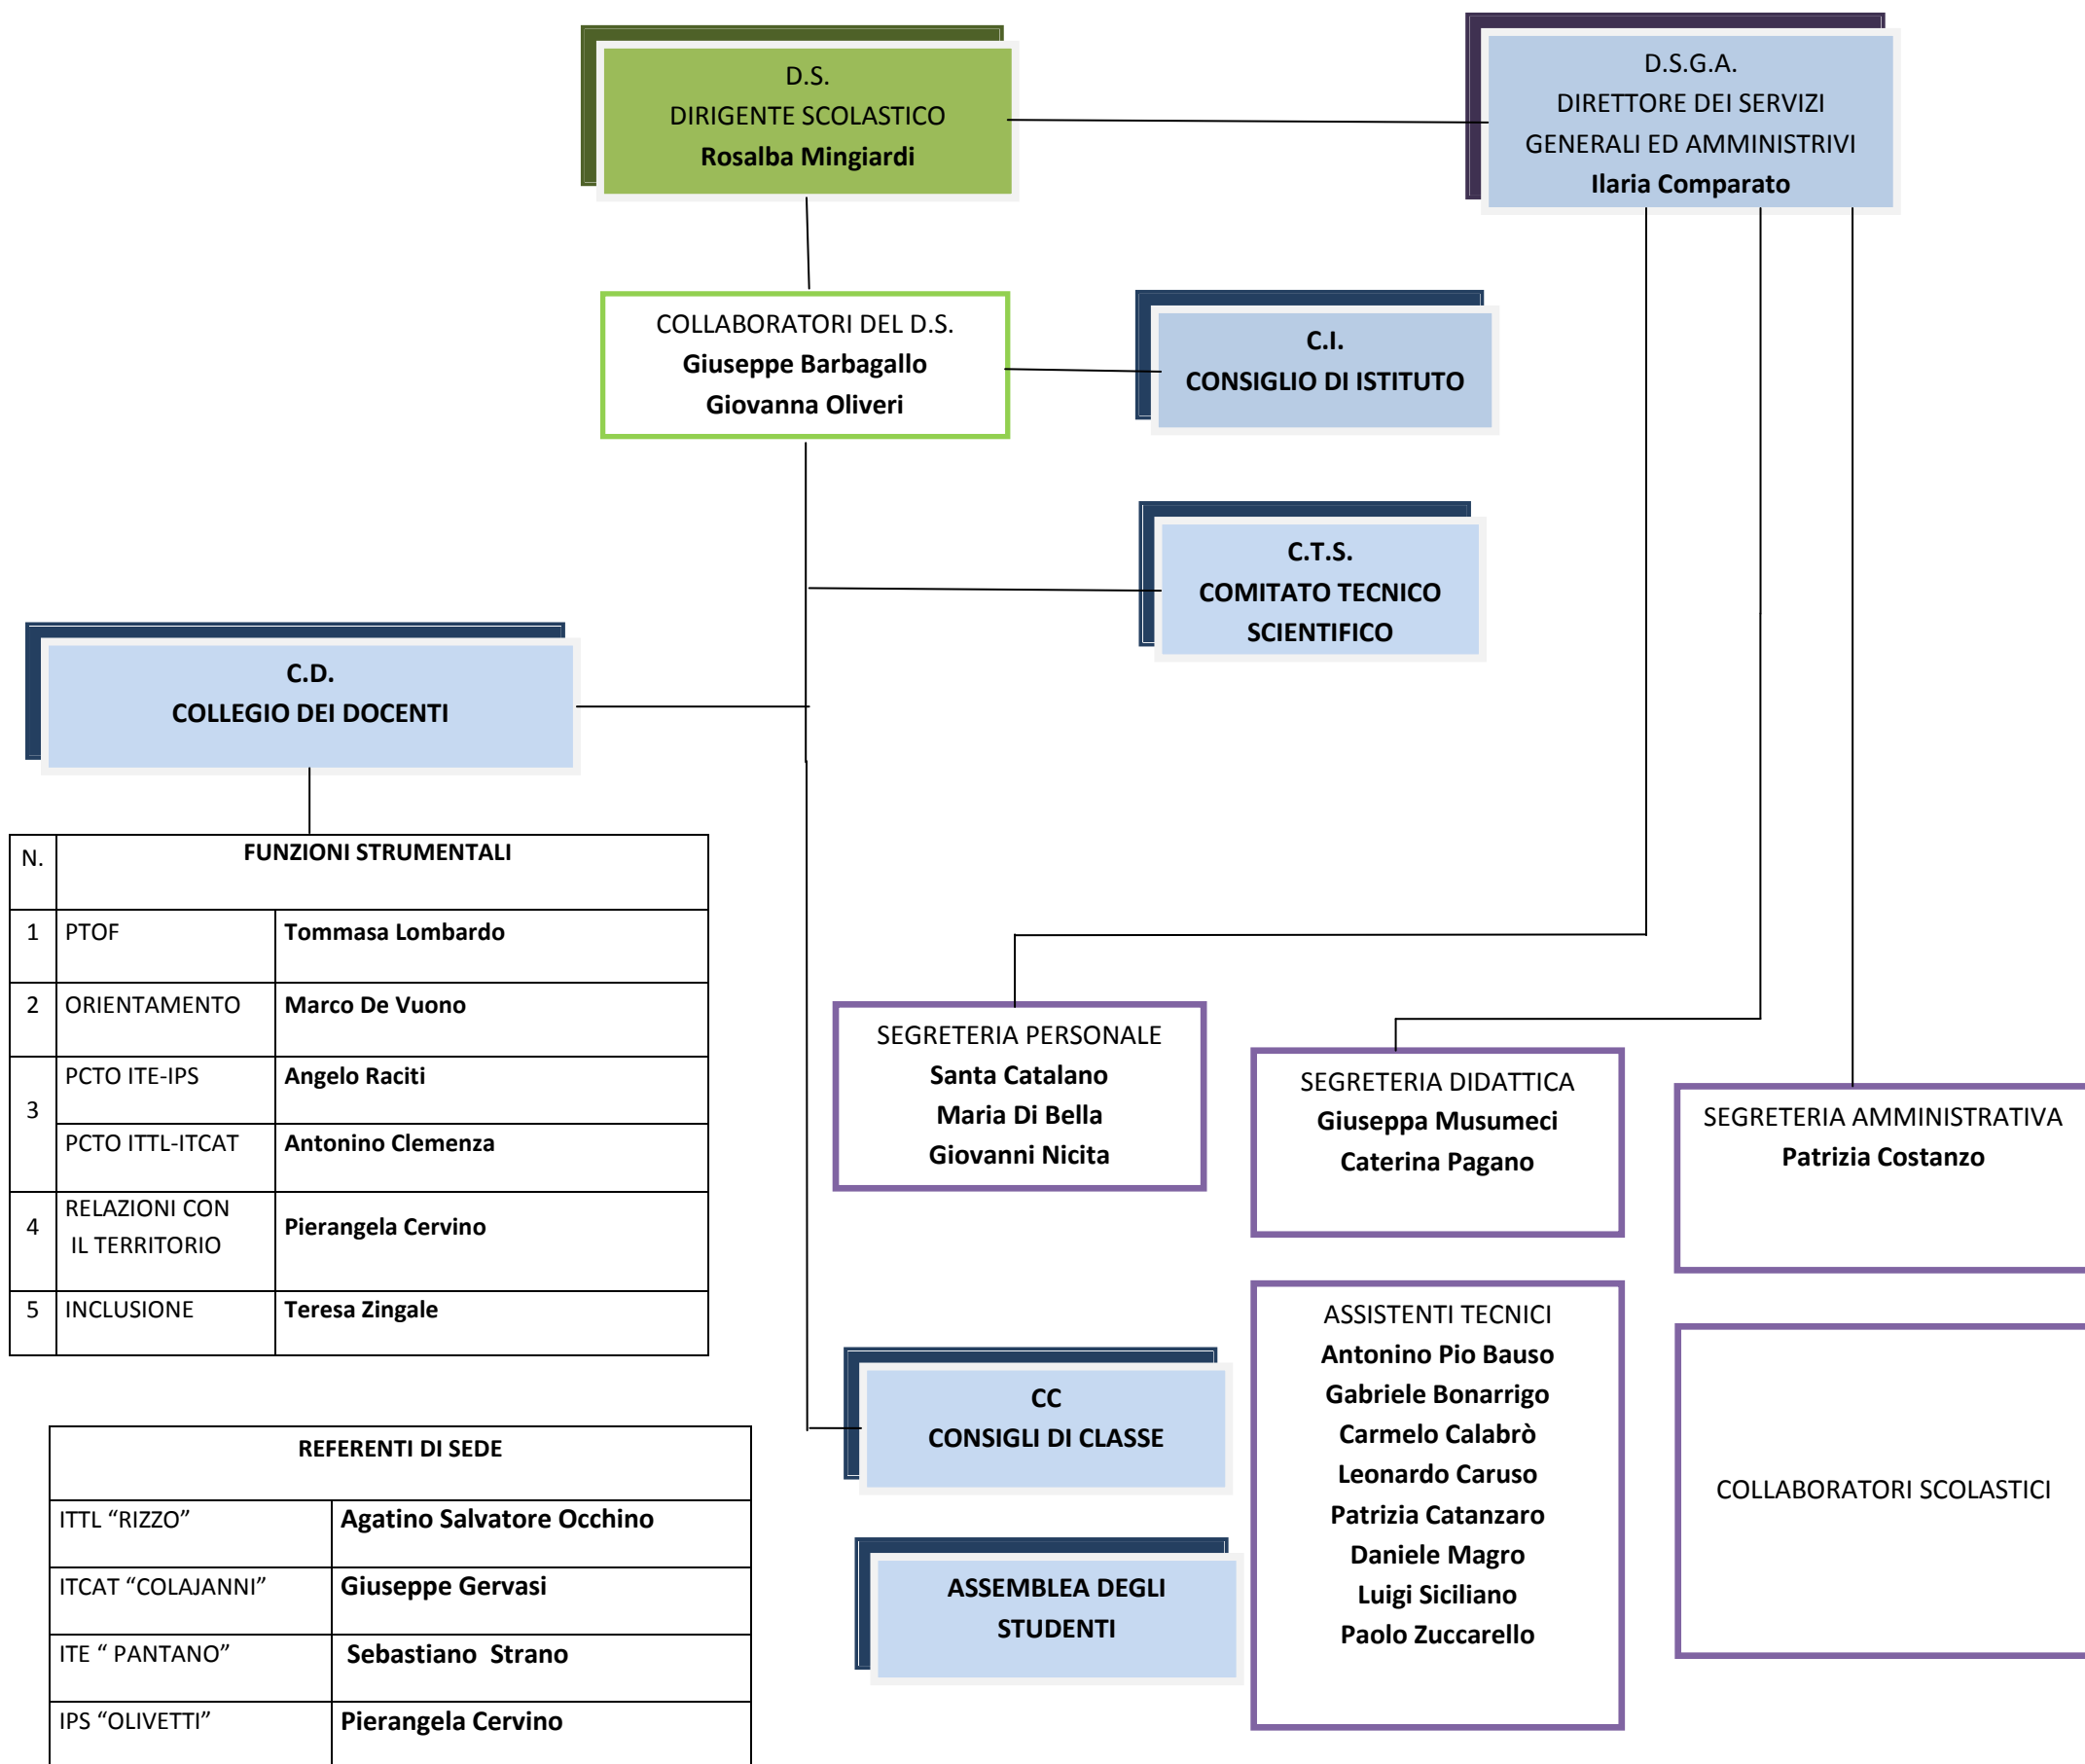 D.S.
DIRIGENTE SCOLASTICO
Rosalba Mingiardi
D.S.G.A.
DIRETTORE DEI SERVIZI
GENERALI ED AMMINISTRIVI
Ilaria Comparato
COLLABORATORI DEL D.S.
Giuseppe Barbagallo
Giovanna Oliveri
C.I.
CONSIGLIO DI ISTITUTO
C.T.S.
COMITATO TECNICO
SCIENTIFICO
C.D.
COLLEGIO DEI DOCENTI
N. FUNZIONI STRUMENTALI
1 PTOF Tommasa Lombardo
2 ORIENTAMENTO Marco De Vuono
3 PCTO ITE-IPS Angelo Raciti
PCTO ITTL-ITCAT Antonino Clemenza
4 RELAZIONI CON
IL TERRITORIO Pierangela Cervino
5 INCLUSIONE Teresa Zingale
SEGRETERIA PERSONALE
Santa Catalano
Maria Di Bella
Giovanni Nicita
SEGRETERIA DIDATTICA
Giuseppa Musumeci
Caterina Pagano
SEGRETERIA AMMINISTRATIVA
Patrizia Costanzo
REFERENTI DI SEDE
ITTL “RIZZO” Agatino Salvatore Occhino
ITCAT “COLAJANNI” Giuseppe Gervasi
ITE “ PANTANO” Sebastiano Strano
IPS “OLIVETTI” Pierangela Cervino
CC
CONSIGLI DI CLASSE
ASSEMBLEA DEGLI
STUDENTI
ASSISTENTI TECNICI
Antonino Pio Bauso
Gabriele Bonarrigo
Carmelo Calabrò
Leonardo Caruso
Patrizia Catanzaro
Daniele Magro
Luigi Siciliano
Paolo Zuccarello
COLLABORATORI SCOLASTICI